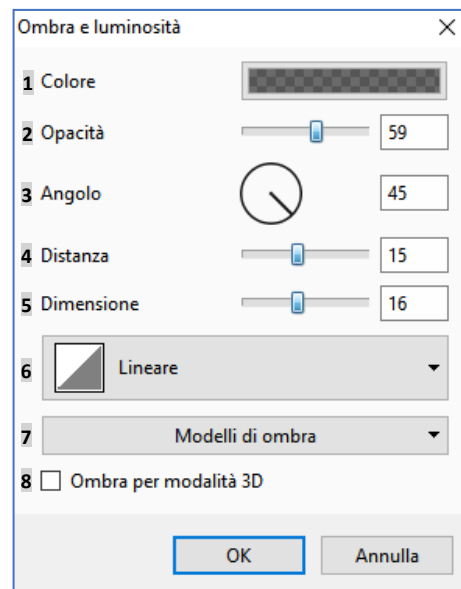 Ombra e luminosità
1 Colore
2 Opacità 59
3 Angolo 45
4 Distanza 15
5 Dimensione 16
6 Lineare
7 Modelli di ombra
8 Ombra per modalità 3D
OK Annulla